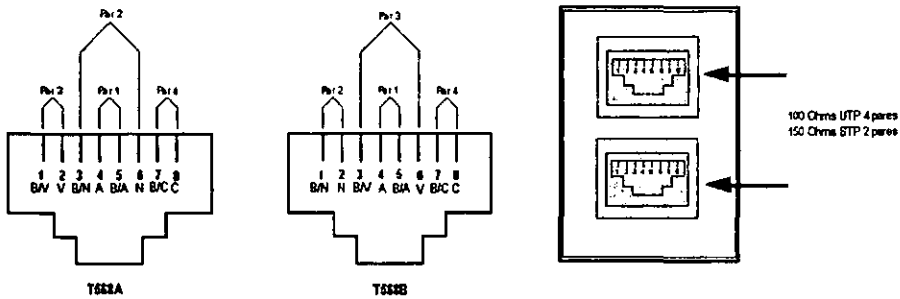 Par 2
Par 3 Par 1 Par 4
1 2 3 4 5 6 7 8
B/V V B/N A B/A N B/C C
T568A
Par 3
Par 2 Par 1 Par 4
1 2 3 4 5 6 7 8
B/N N B/V A B/A V B/C C
T568B
100 Ohms UTP 4 pares
150 Ohms STP 2 pares